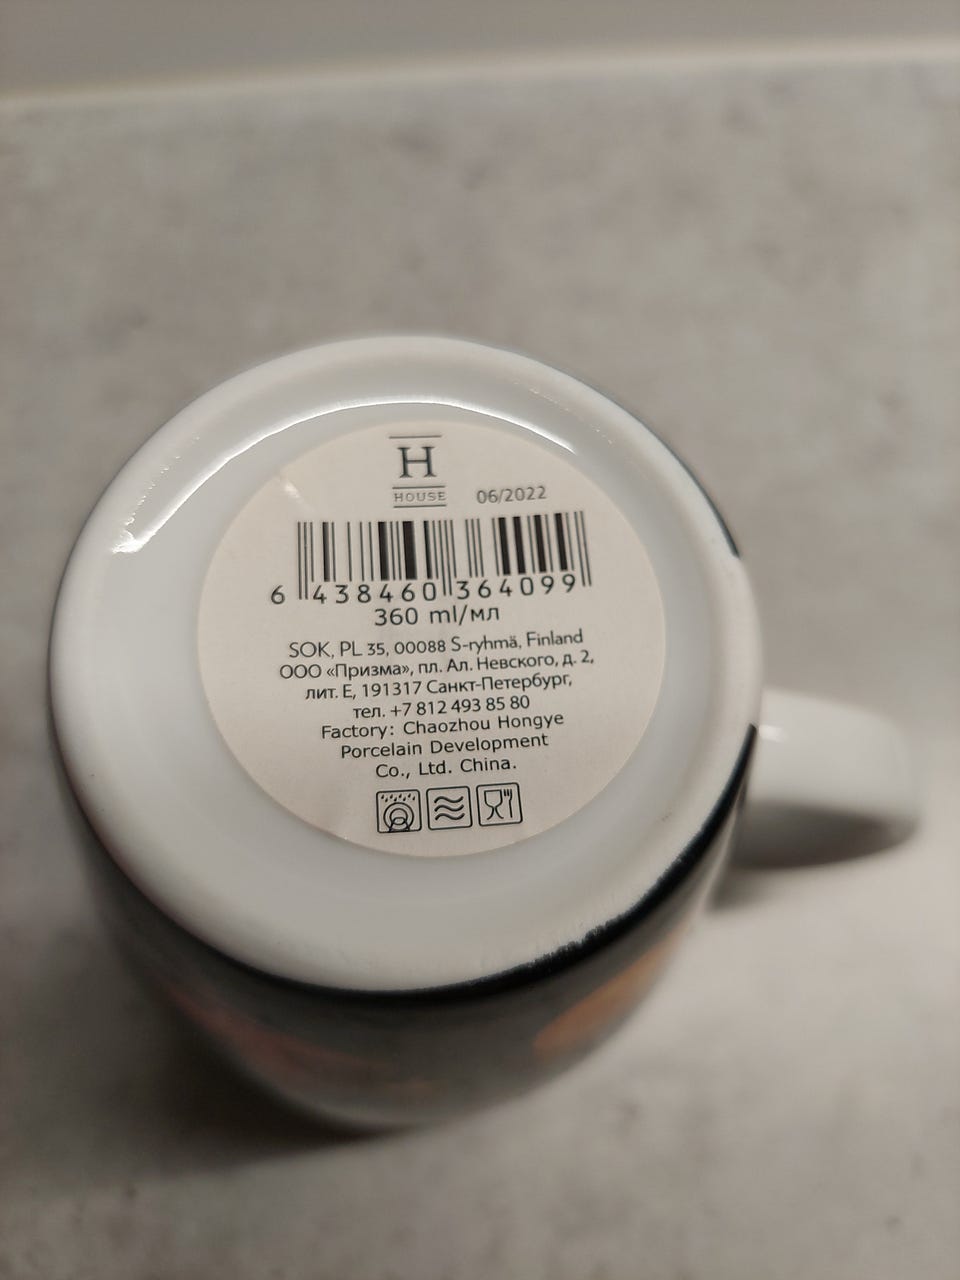 H
HOUSE
06/2022
6 438460 364099
360 ml/мл
SOK, PL 35, 00088 S-ryhmä, Finland
ООО «Призма», пл. Ал. Невского, д. 2,
лит. Е, 191317 Санкт-Петербург,
тел. +7 812 493 85 80
Factory: Chaozhou Hongye
Porcelain Development
Co., Ltd. China.